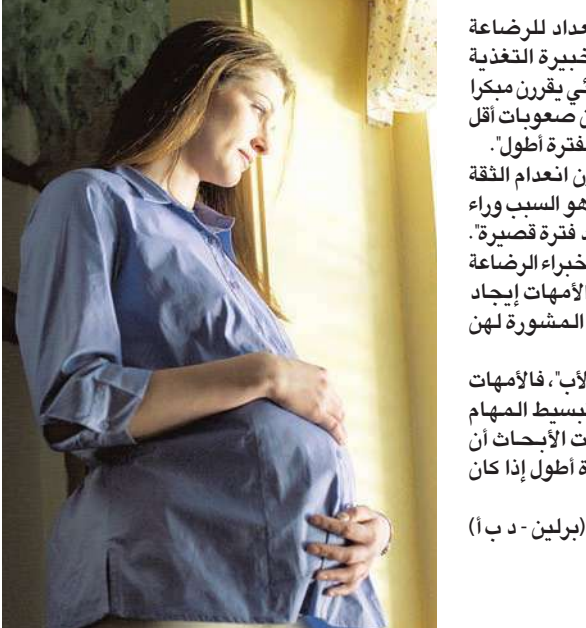 عداد للرضاعة
خبيرة التغذية
ئي يقررن مبكرا
ن صعوبات أقل
فترة أطول".
ن انعدام الثقة
هو السبب وراء
د فترة قصيرة".
خبراء الرضاعة
الأمهات إيجاد
المشورة لهن
لأب"، فالأمهات
بسيط المهام
ت الأبحاث أن
ة أطول إذا كان
(برلين - د ب أ)